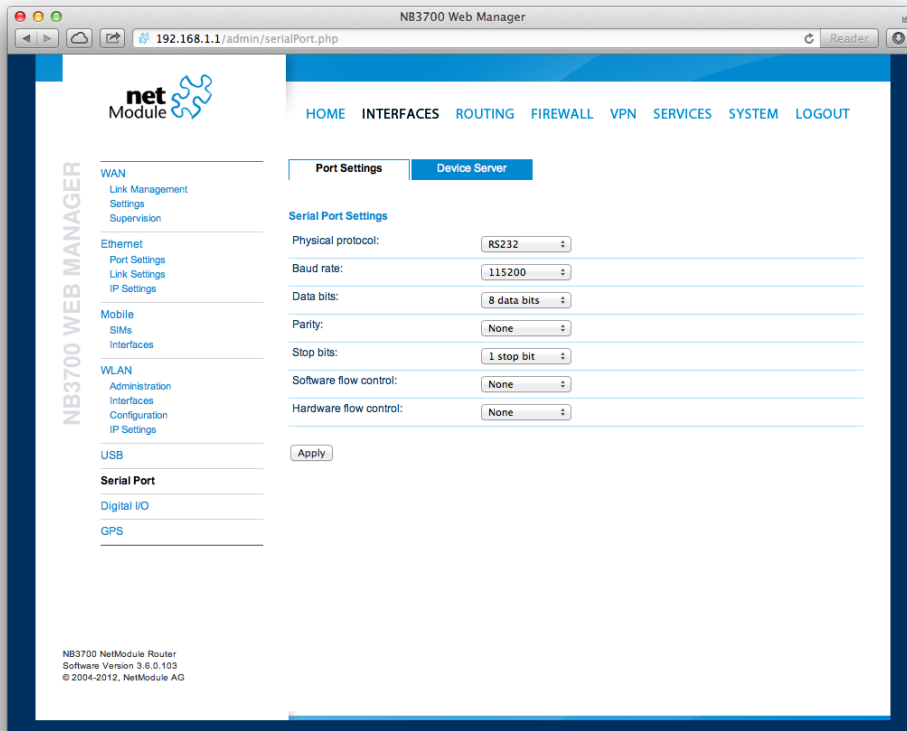 NB3700 Web Manager
192.168.1.1/admin/serialPort.php
Reader
net
Module
HOME INTERFACES ROUTING FIREWALL VPN SERVICES SYSTEM LOGOUT
NB3700 WEB MANAGER
WAN
Link Management
Settings
Supervision
Ethernet
Port Settings
Link Settings
IP Settings
Mobile
SIMs
Interfaces
WLAN
Administration
Interfaces
Configuration
IP Settings
USB
Serial Port
Digital I/O
GPS
Port Settings Device Server
Serial Port Settings
Physical protocol: RS232
Baud rate: 115200
Data bits: 8 data bits
Parity: None
Stop bits: 1 stop bit
Software flow control: None
Hardware flow control: None
Apply
NB3700 NetModule Router
Software Version 3.6.0.103
© 2004-2012, NetModule AG